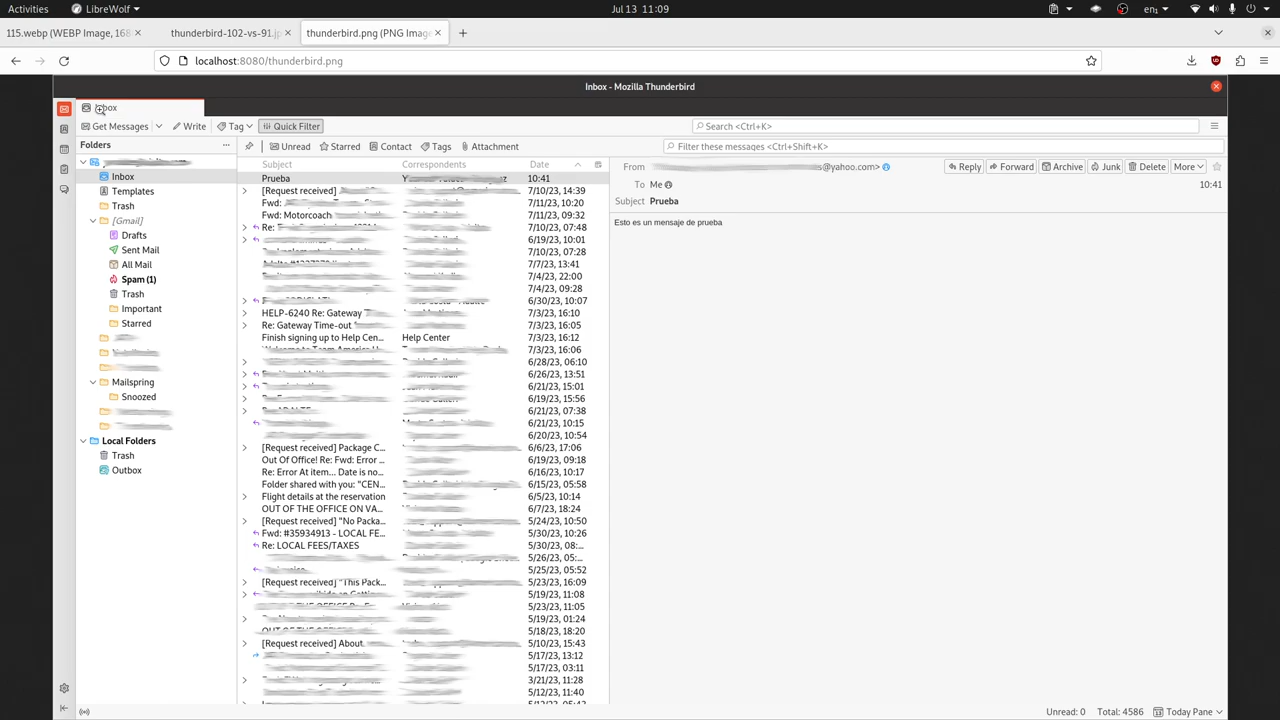 Activities LibreWolf Jul 13 11:09 en
115.webp (WEBP Image, 168 thunderbird-102-vs-91.jp thunderbird.png (PNG Image
localhost:8080/thunderbird.png
Inbox - Mozilla Thunderbird
Inbox
Get Messages Write Tag Quick Filter Search <Ctrl+K>
Folders ... Unread Starred Contact Tags Attachment Filter these messages <Ctrl+Shift+K>
Inbox
Templates
Trash
[Gmail]
Drafts
Sent Mail
All Mail
Spam (1)
Trash
Important
Starred
Mailspring
Snoozed
Local Folders
Trash
Outbox
Subject Correspondents Date
Prueba 10:41
[Request received] 7/10/23, 14:39
Fwd: 7/11/23, 10:20
Fwd: Motorcoach 7/11/23, 09:32
Re: 7/10/23, 07:48
6/19/23, 10:01
7/10/23, 07:28
7/7/23, 13:41
7/4/23, 22:00
7/4/23, 09:28
6/30/23, 10:07
HELP-6240 Re: Gateway 7/3/23, 16:10
Re: Gateway Time-out " 7/3/23, 16:05
Finish signing up to Help Cen... Help Center 7/3/23, 16:12
7/3/23, 16:06
6/28/23, 06:10
6/26/23, 13:51
6/21/23, 15:01
6/19/23, 15:56
6/21/23, 07:38
6/21/23, 10:15
6/20/23, 10:54
[Request received] Package C... 6/6/23, 17:06
Out Of Office! Re: Fwd: Error ... 6/19/23, 09:18
Re: Error At item... Date is no... 6/16/23, 10:17
Folder shared with you: "CEN... 6/15/23, 05:58
Flight details at the reservation 6/5/23, 10:14
OUT OF THE OFFICE ON VA... 6/7/23, 18:24
[Request received] "No Packa... 5/24/23, 10:50
Fwd: #35934913 - LOCAL FE... 5/30/23, 10:26
Re: LOCAL FEES/TAXES 5/30/23, 08:...
5/26/23, 05:...
5/25/23, 05:52
[Request received] "This Pack... 5/23/23, 16:09
5/19/23, 11:08
5/23/23, 11:05
5/19/23, 01:24
5/18/23, 18:20
[Request received] About. 5/10/23, 15:43
5/17/23, 13:12
5/17/23, 03:11
3/21/23, 11:28
5/12/23, 11:40
From s@yahoo.com> Reply Forward Archive Junk Delete More
To Me 10:41
Subject Prueba
Esto es un mensaje de prueba
Unread: 0 Total: 4586 Today Pane